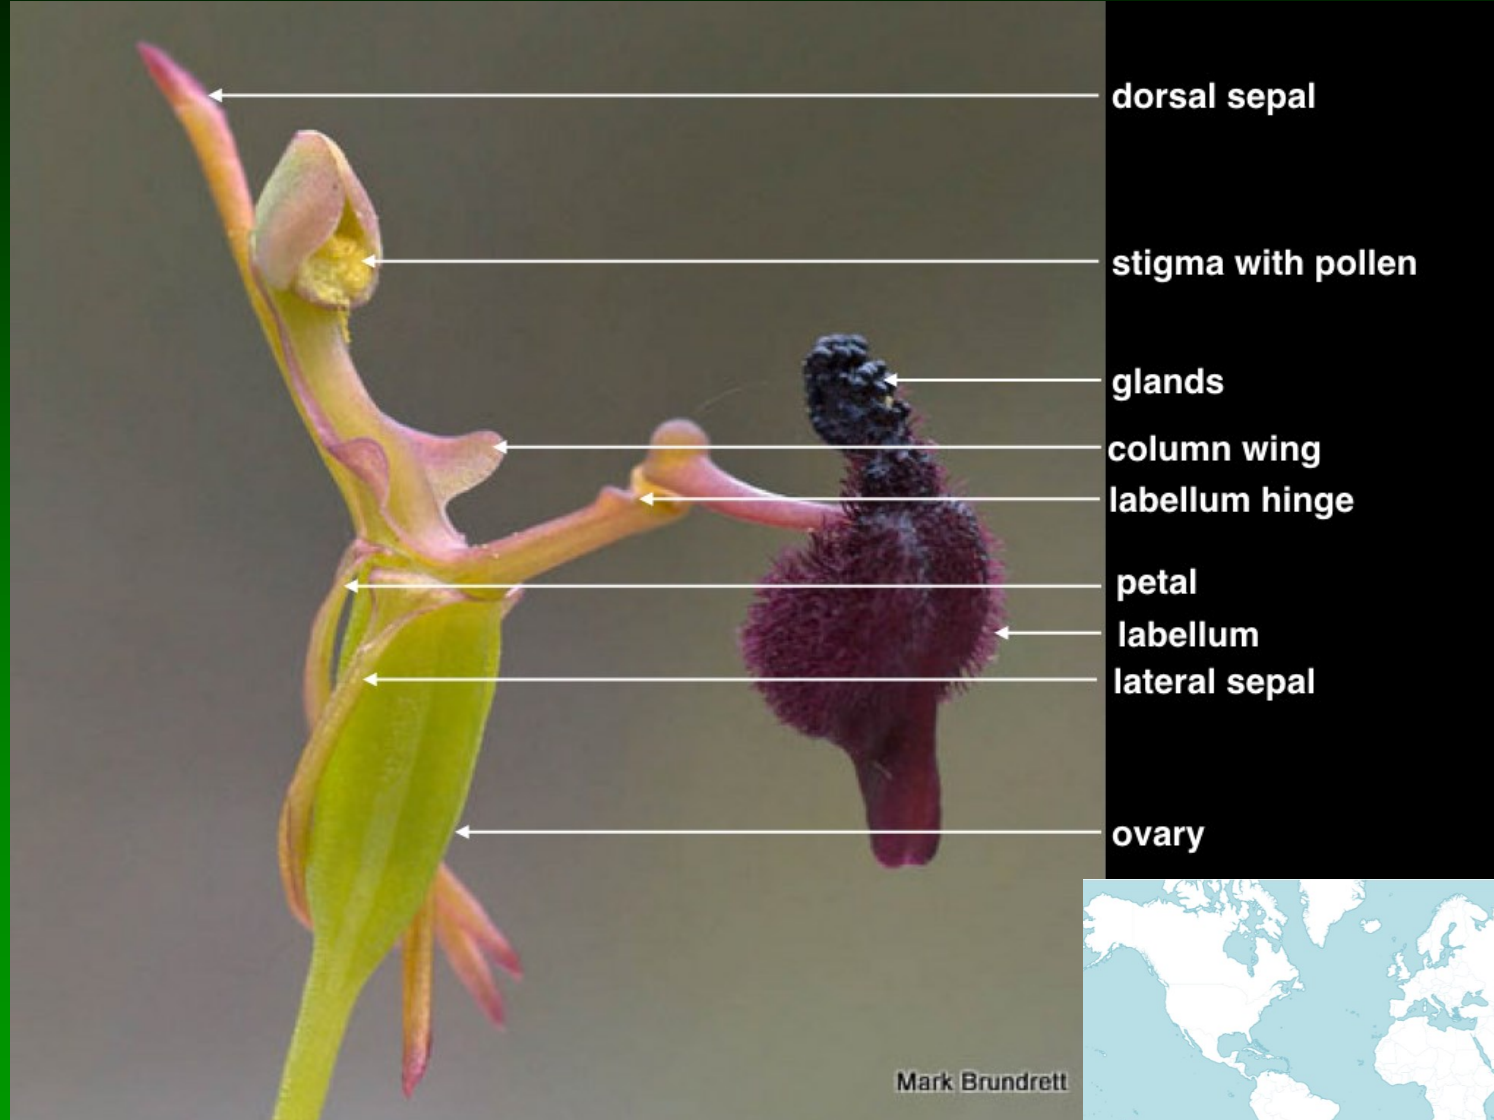 dorsal sepal
stigma with pollen
glands
column wing
labellum hinge
petal
labellum
lateral sepal
ovary
Mark Brundrett